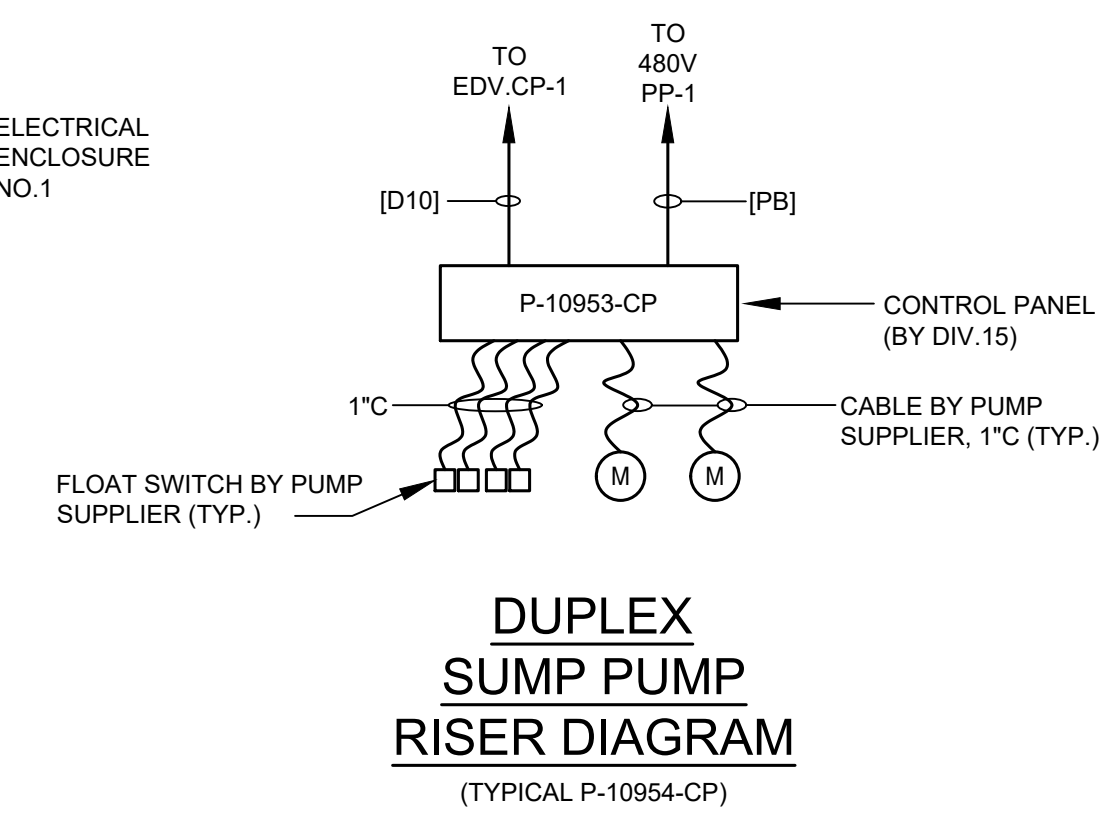 TO
EDV.CP-1
TO
480V
PP-1
ELECTRICAL
ENCLOSURE
NO.1
[D10]
[PB]
P-10953-CP
CONTROL PANEL
(BY DIV.15)
1"C
CABLE BY PUMP
SUPPLIER, 1"C (TYP.)
M
M
FLOAT SWITCH BY PUMP
SUPPLIER (TYP.)
DUPLEX
SUMP PUMP
RISER DIAGRAM
(TYPICAL P-10954-CP)